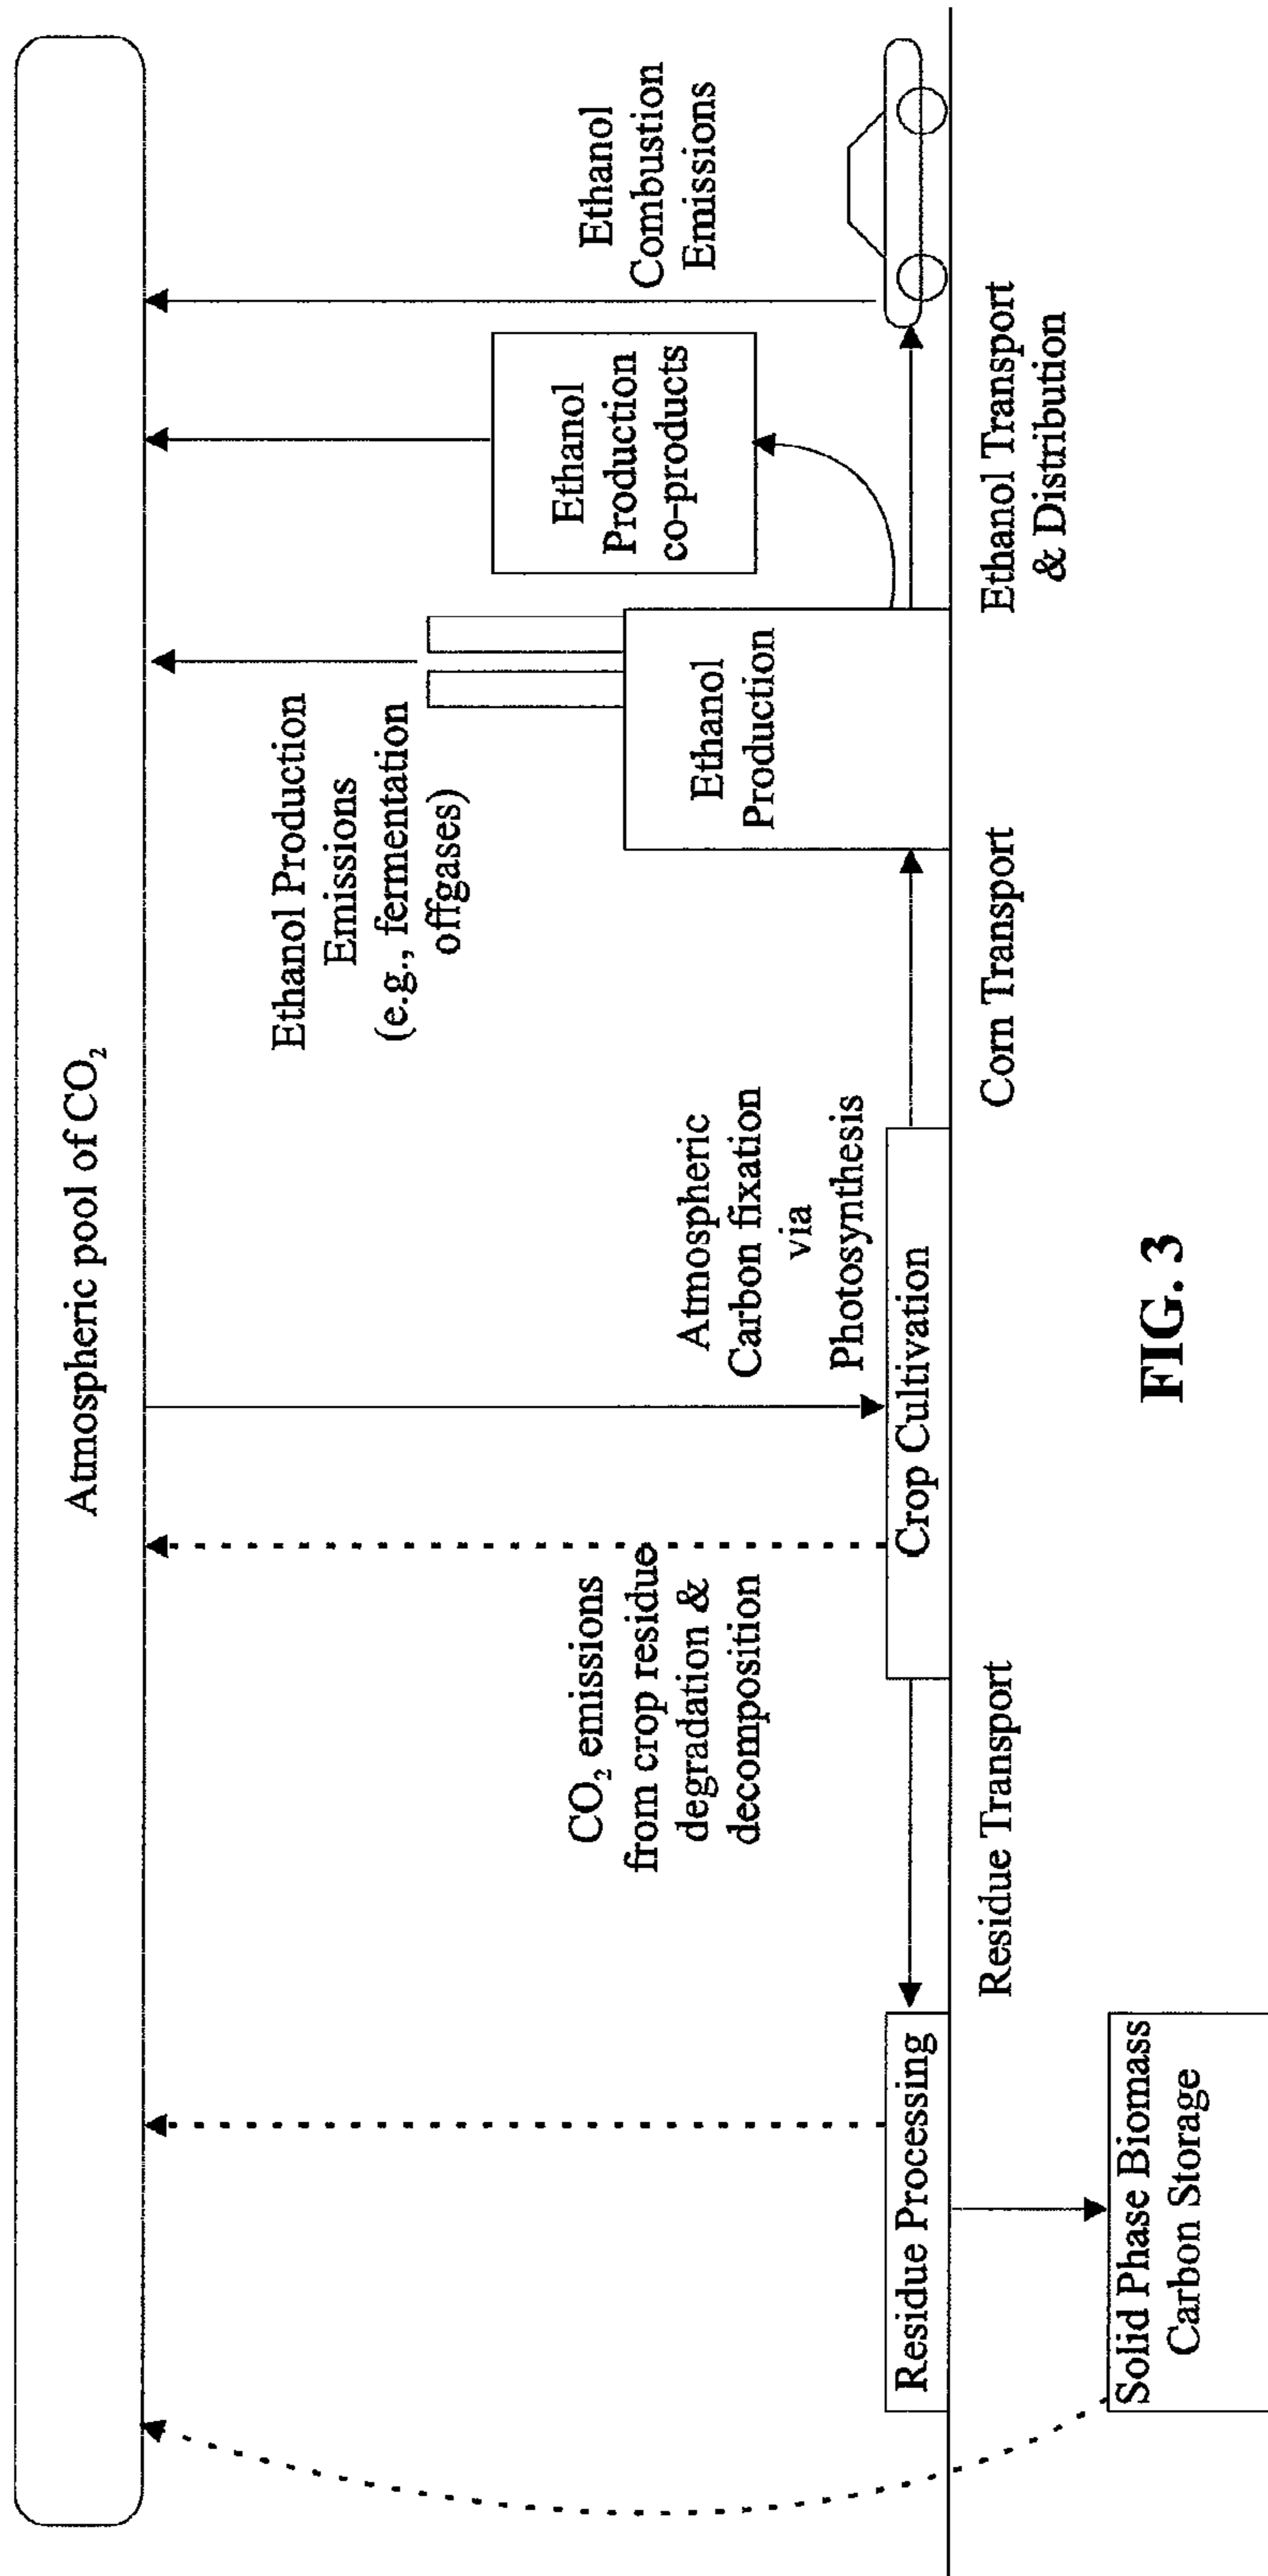 Atmospheric pool of CO₂
Ethanol Production
Emissions
(e.g., fermentation
offgases)
Ethanol
Combustion
Emissions
Ethanol
Production
co-products
CO₂ emissions
from crop residue
degradation &
decomposition
Atmospheric
Carbon fixation
via
Photosynthesis
Ethanol
Production
Residue Processing
Crop Cultivation
Residue Transport
Corn Transport
Ethanol Transport
& Distribution
Solid Phase Biomass
Carbon Storage
FIG. 3